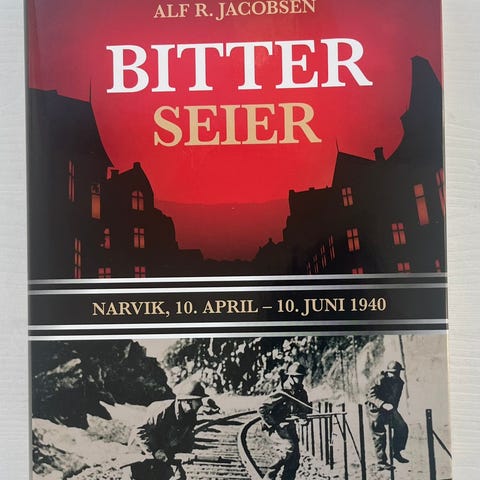 ALF R. JACOBSEN
BITTER
SEIER
NARVIK, 10. APRIL – 10. JUNI 1940